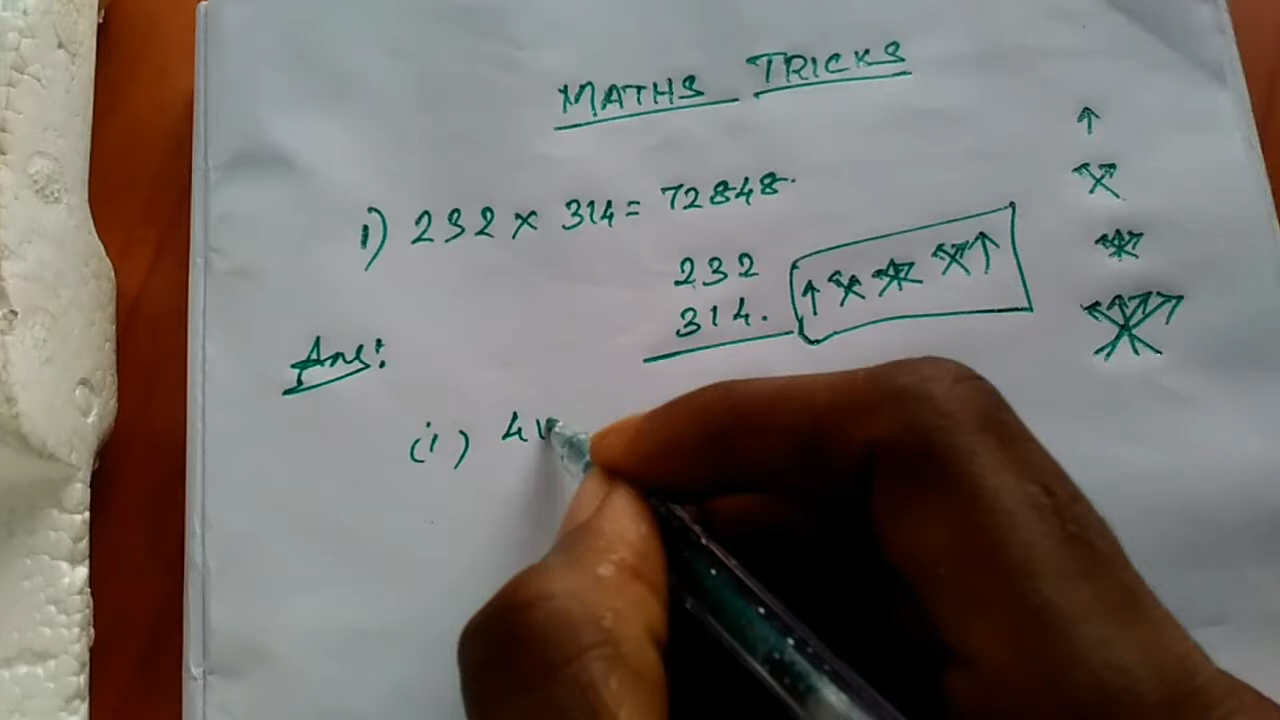 MATHS TRICKS
1) 232 × 314 = 72848.
232
314.
Ans:
(i) 4